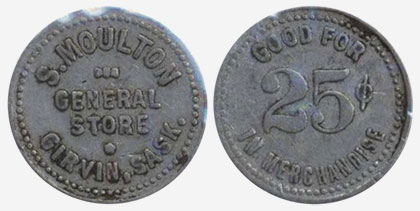 S. MOULTON
GENERAL
STORE
GIRVIN, SASK.
GOOD FOR
25¢
IN MERCHANDISE